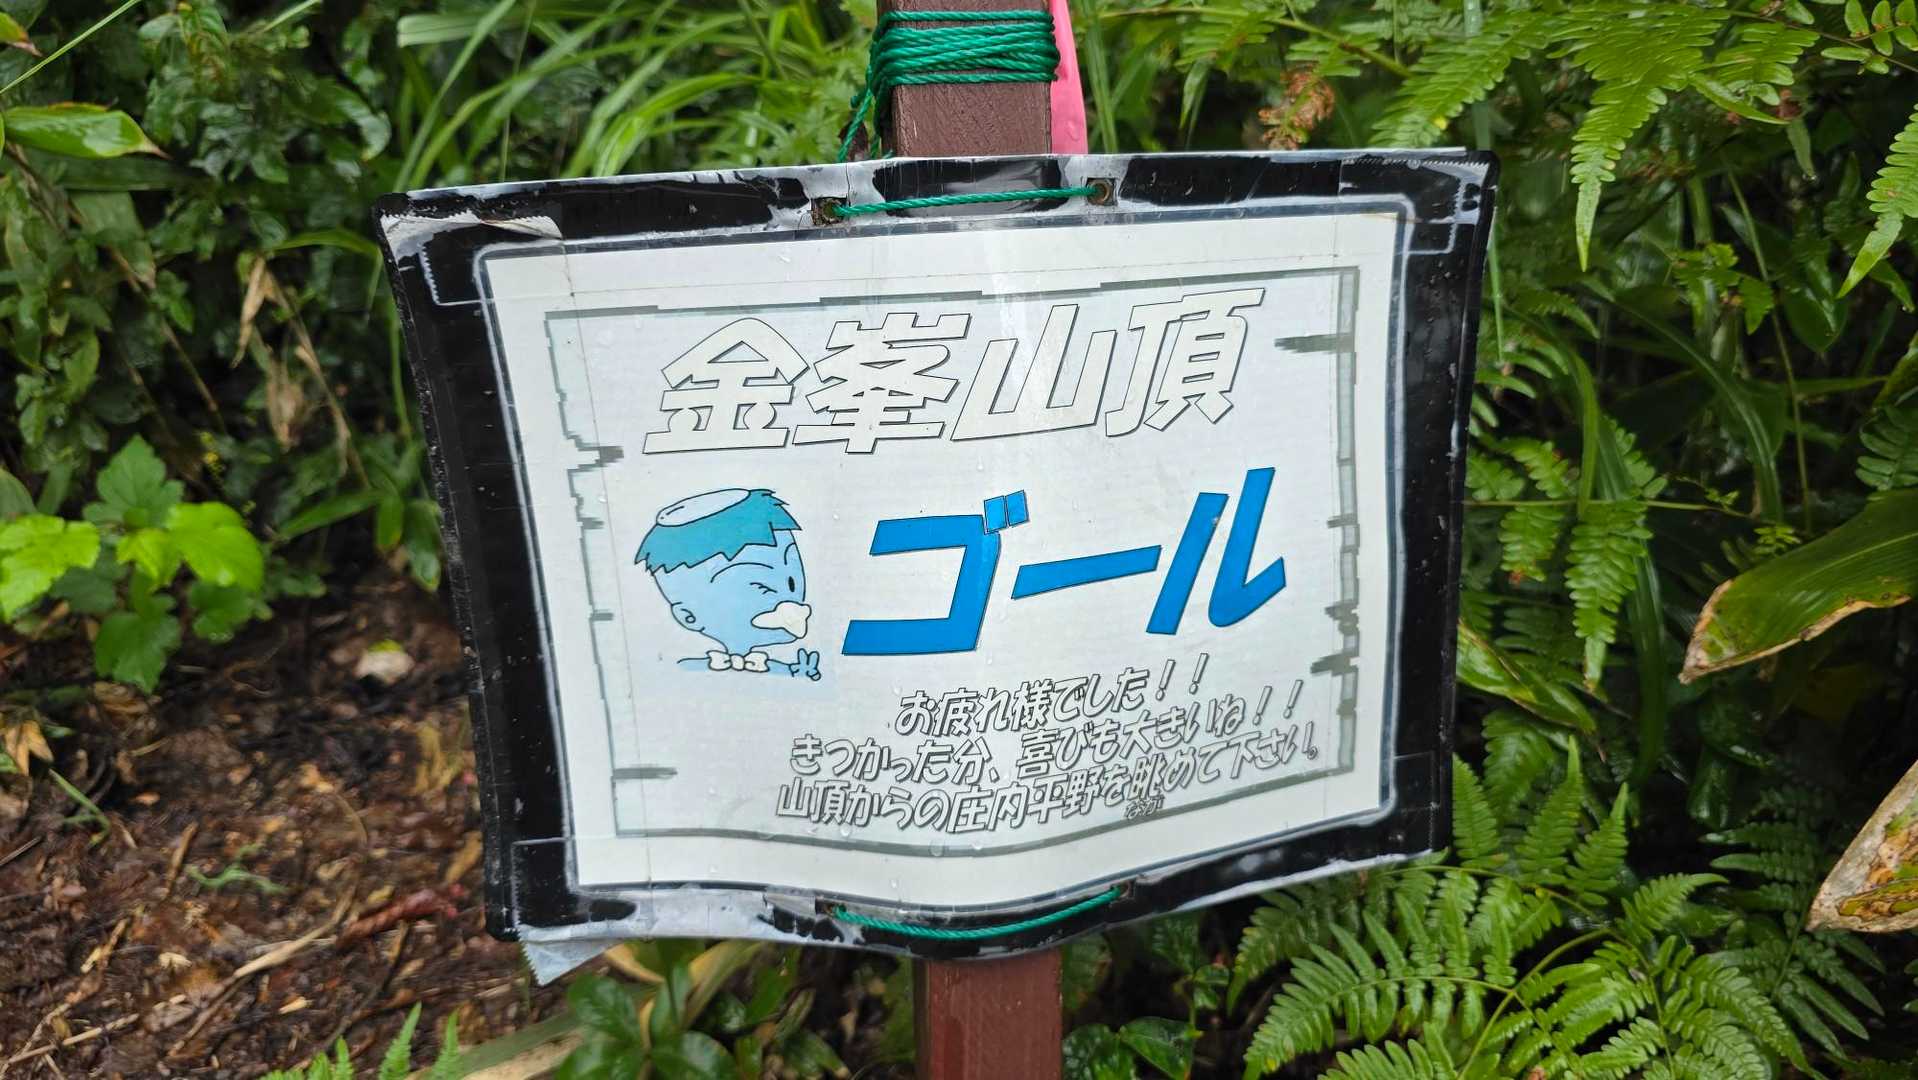 金峯山頂
ゴール
お疲れ様でした！！
きつかった分、喜びも大きいね！！
山頂からの庄内平野を眺めて下さい。
なが